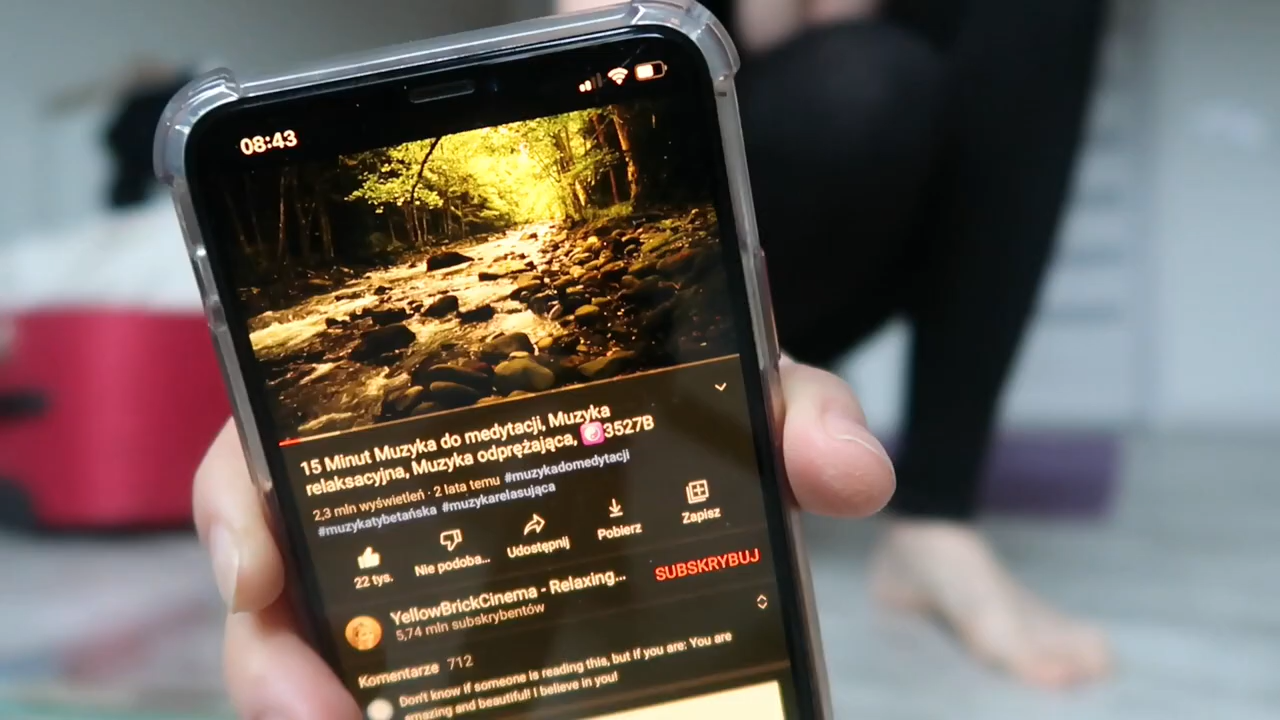 08:43
15 Minut Muzyka do medytacji, Muzyka
relaksacyjna, Muzyka odprężająca, 3527B
2,3 mln wyświetleń · 2 lata temu #muzykadomedytacji
#muzykatybetańska #muzykarelasująca
22 tys.
Nie podoba...
Udostępnij
Pobierz
Zapisz
YellowBrickCinema - Relaxing...
5,74 mln subskrybentów
SUBSKRYBUJ
Komentarze 712
Don't know if someone is reading this, but if you are: You are
amazing and beautiful! I believe in you!